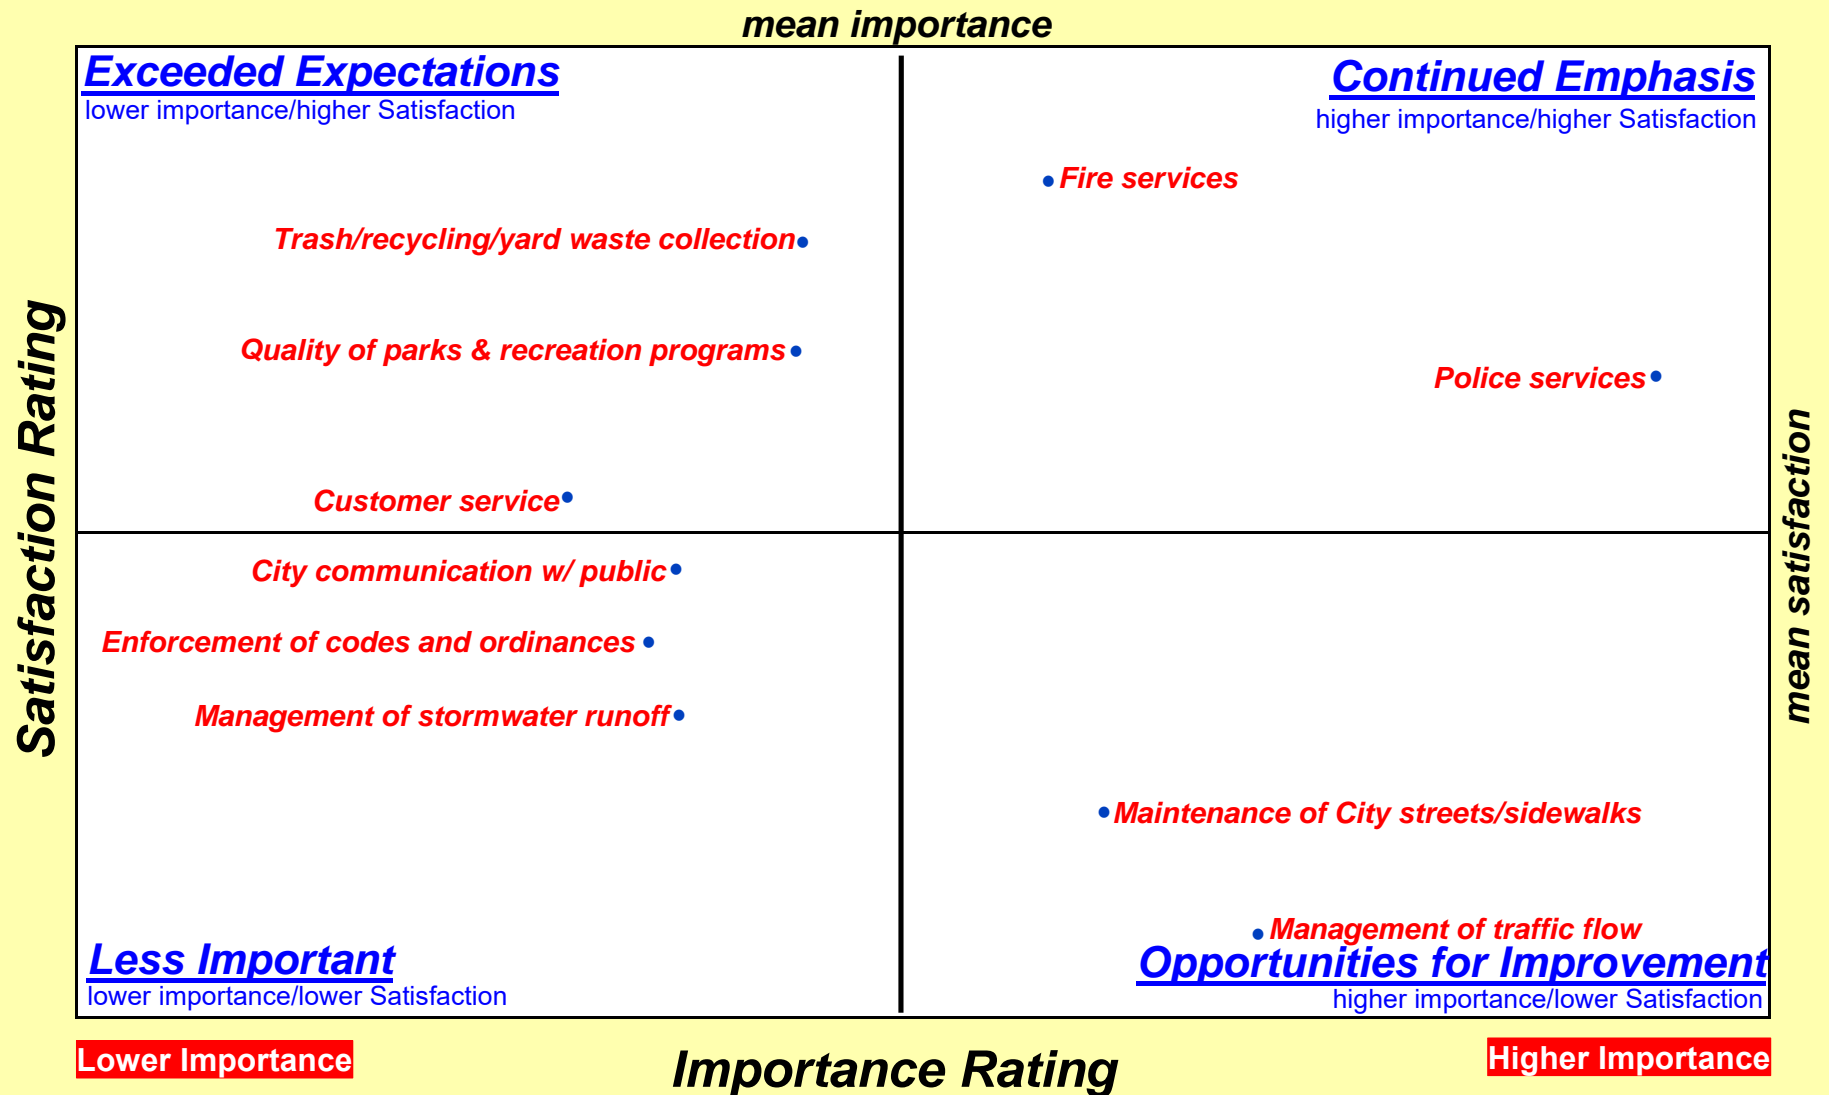 mean importance
Exceeded Expectations
lower importance/higher Satisfaction
Continued Emphasis
higher importance/higher Satisfaction
Fire services
Trash/recycling/yard waste collection
Quality of parks & recreation programs
Police services
Customer service
Satisfaction Rating
mean satisfaction
City communication w/ public
Enforcement of codes and ordinances
Management of stormwater runoff
Maintenance of City streets/sidewalks
Management of traffic flow
Less Important
lower importance/lower Satisfaction
Opportunities for Improvement
higher importance/lower Satisfaction
Lower Importance
Importance Rating
Higher Importance